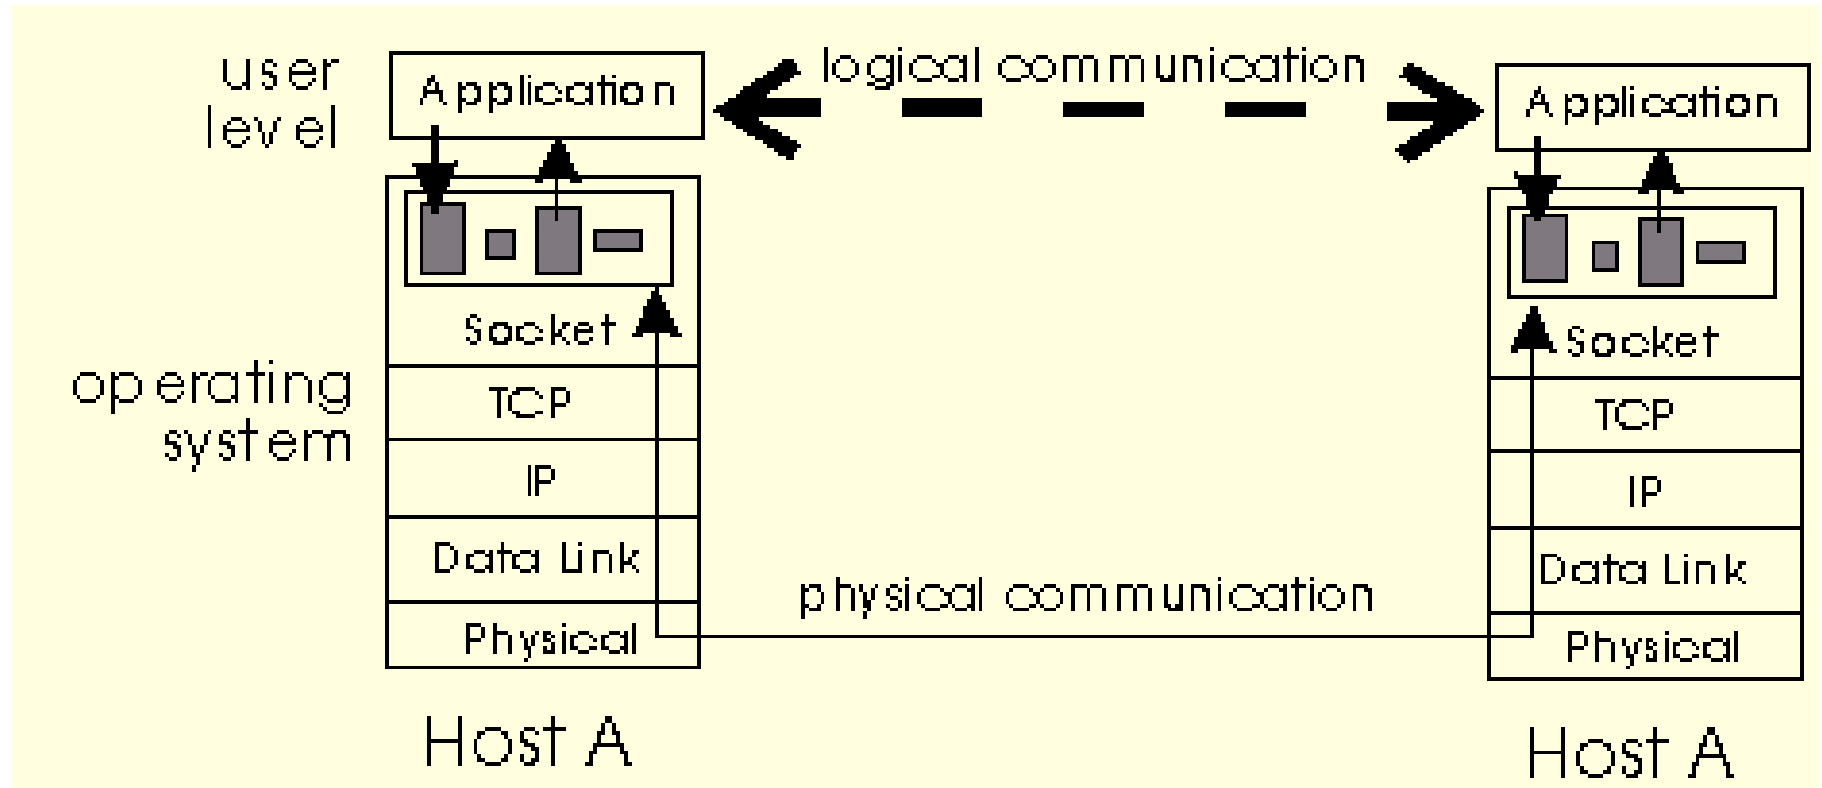 user
level
Application
logical communication
Application
operating
system
Socket
TCP
IP
Data Link
Physical
physical communication
Socket
TCP
IP
Data Link
Physical
Host A
Host A